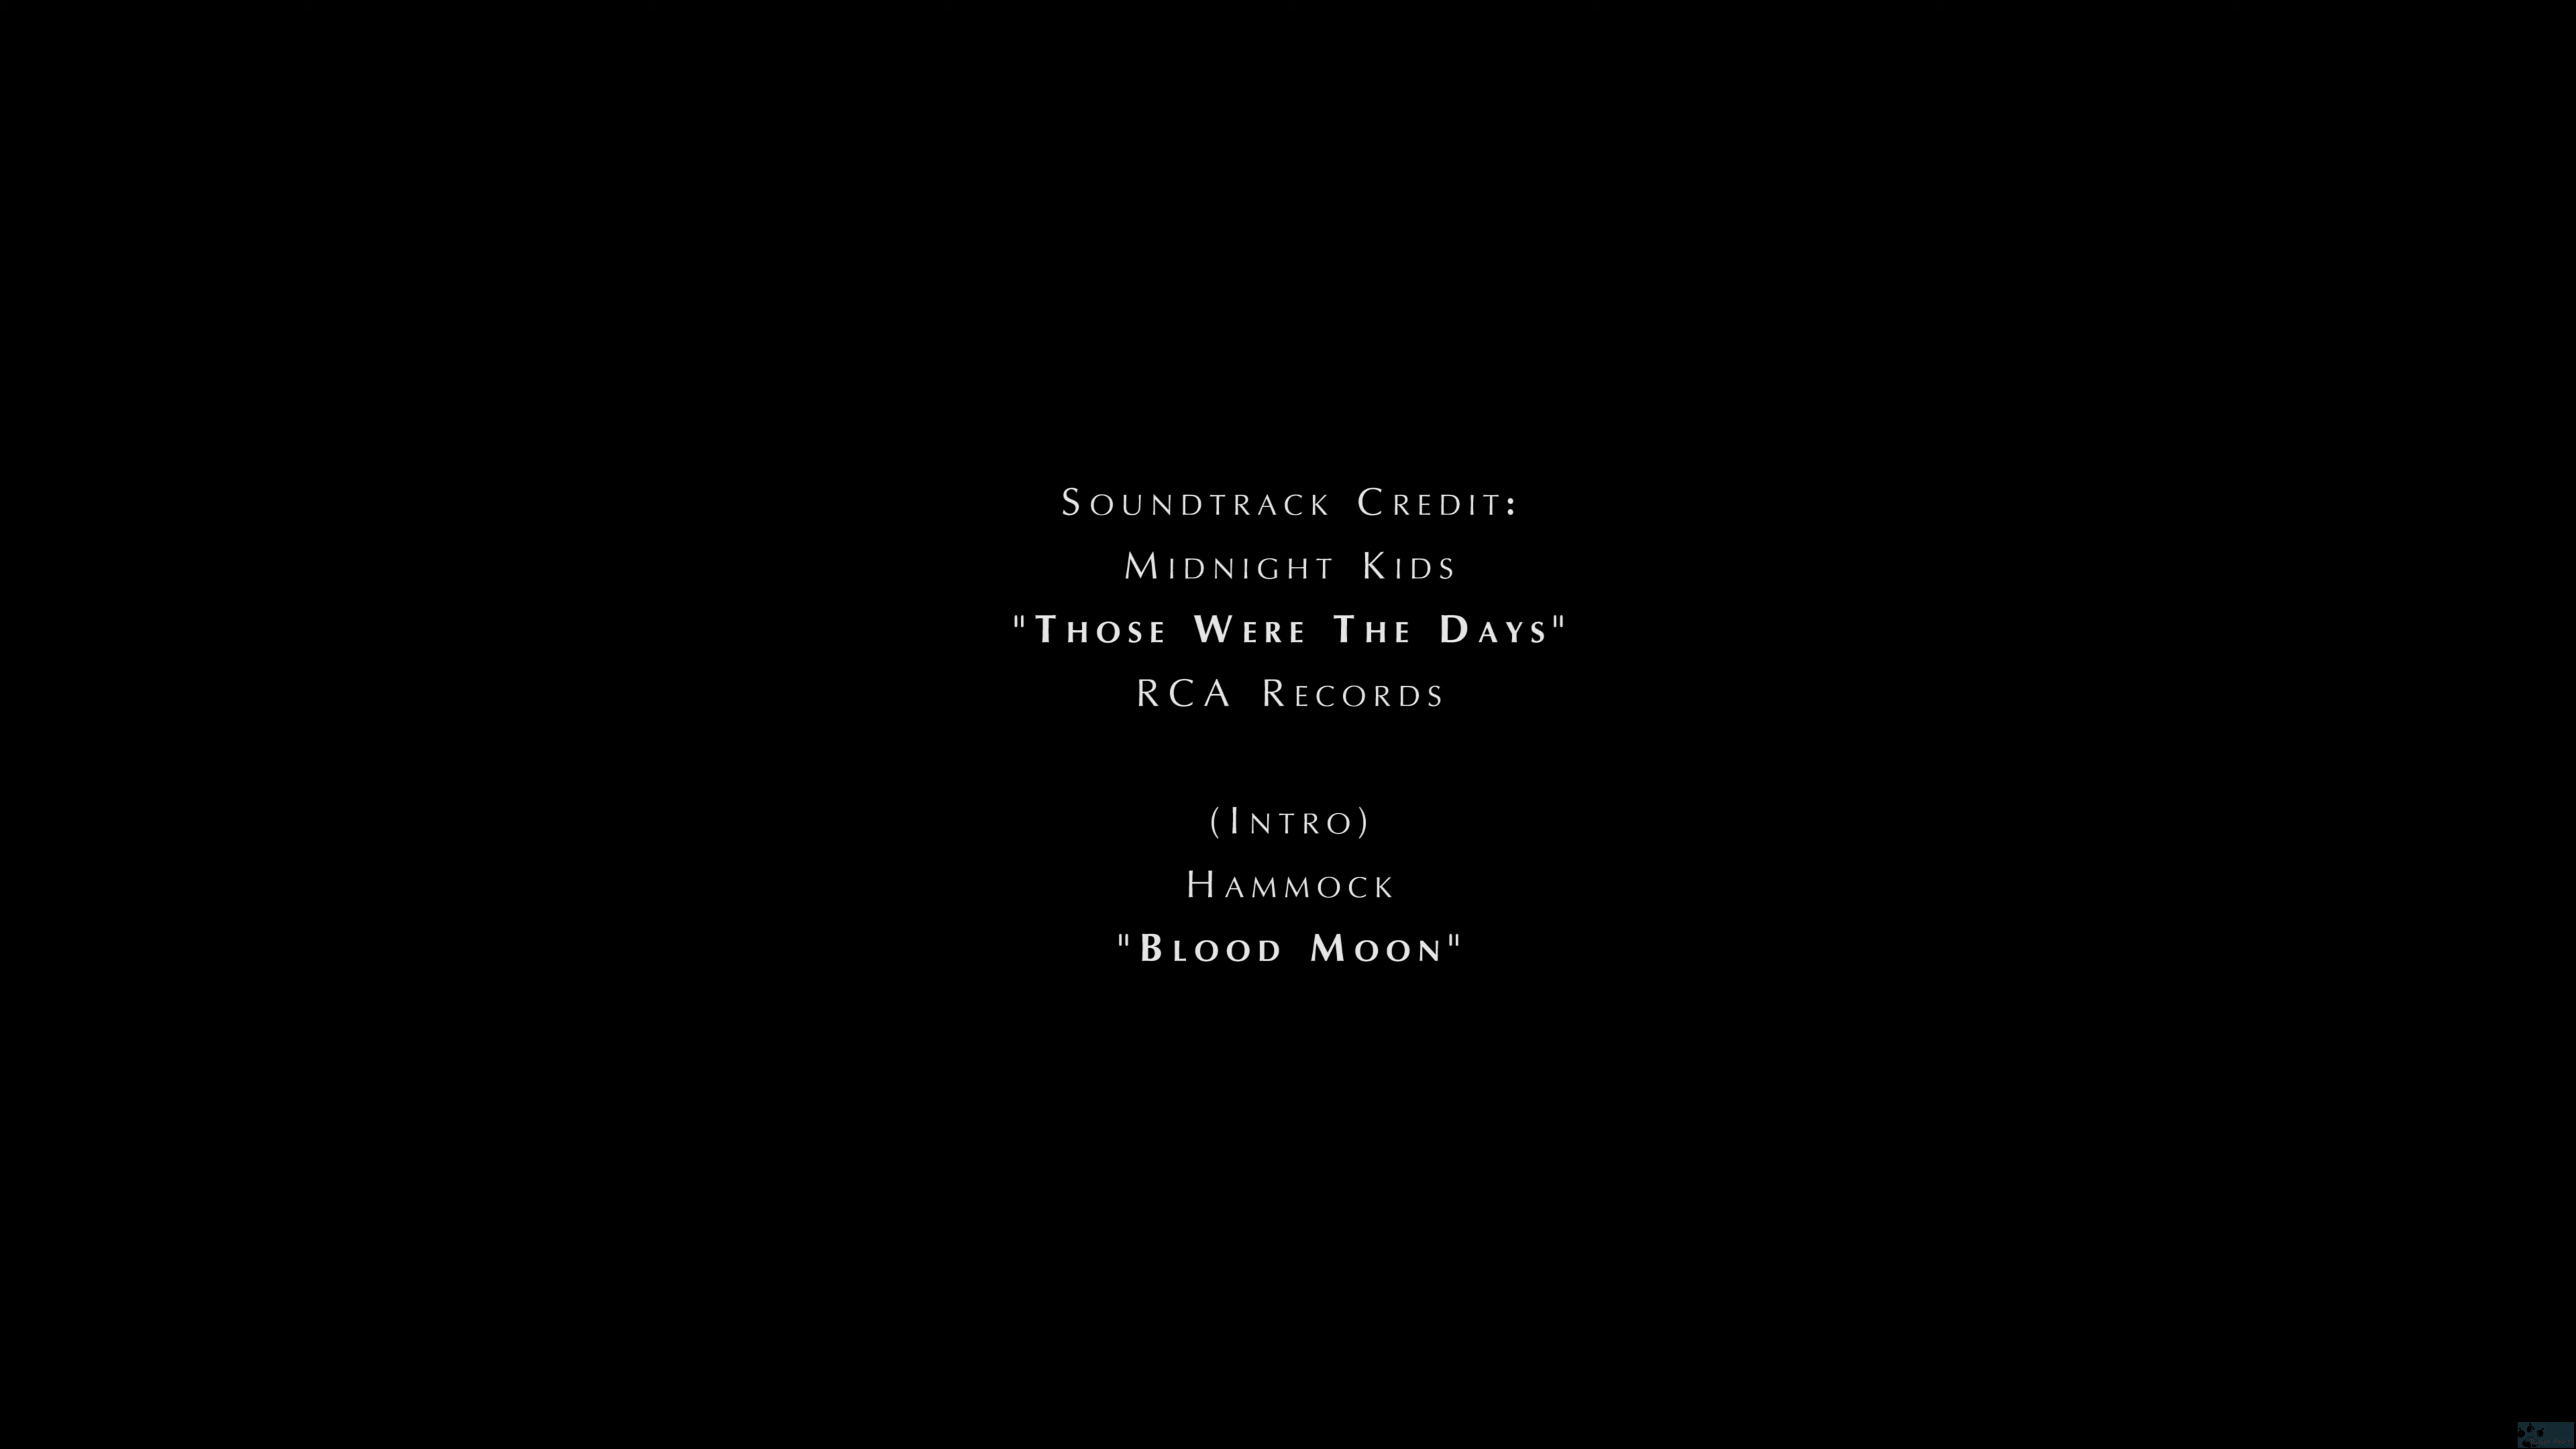 Soundtrack Credit:
Midnight Kids
"Those Were The Days"
RCA Records
(Intro)
Hammock
"Blood Moon"